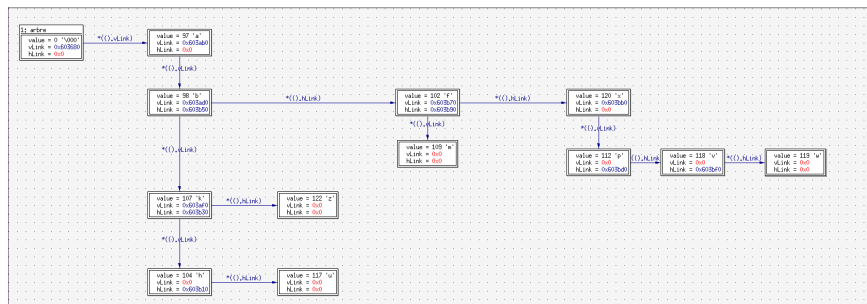 1: arbre
value = 0 '\000'
vLink = 0x603680
hLink = 0x0
*(().vLink)
value = 97 'a'
vLink = 0x603ab0
hLink = 0x0
*(().vLink)
value = 98 'b'
vLink = 0x603ad0
hLink = 0x603b50
*(().hLink)
value = 102 'f'
vLink = 0x603b70
hLink = 0x603b90
*(().hLink)
value = 120 'x'
vLink = 0x603bb0
hLink = 0x0
*(().vLink)
*(().vLink)
*(().vLink)
value = 109 'm'
vLink = 0x0
hLink = 0x0
value = 112 'p'
vLink = 0x0
hLink = 0x603bd0
().hLink
value = 118 'v'
vLink = 0x0
hLink = 0x603bf0
*(().hLink)
value = 119 'w'
vLink = 0x0
hLink = 0x0
value = 107 'k'
vLink = 0x603af0
hLink = 0x603b30
*(().hLink)
value = 122 'z'
vLink = 0x0
hLink = 0x0
*(().vLink)
value = 104 'h'
vLink = 0x0
hLink = 0x603b10
*(().hLink)
value = 117 'u'
vLink = 0x0
hLink = 0x0